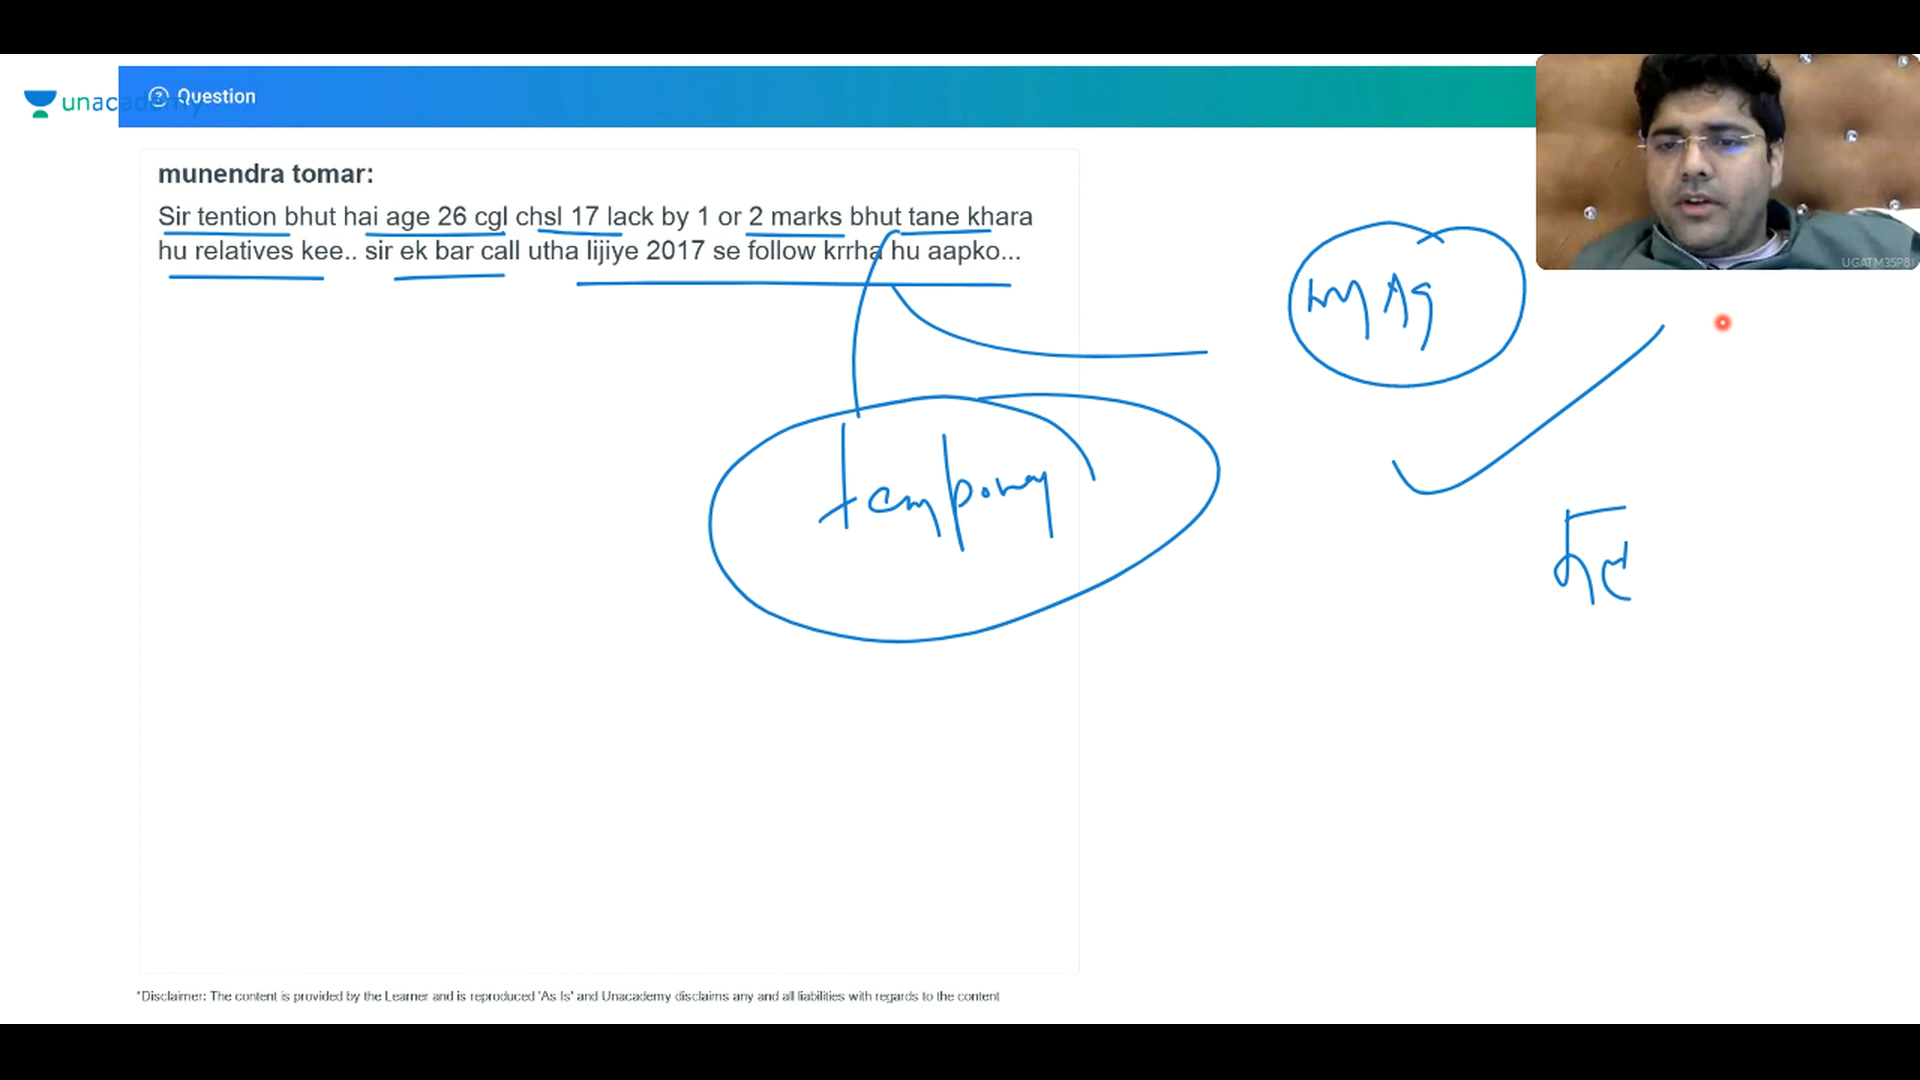 unacademy
Question
munendra tomar:
Sir tention bhut hai age 26 cgl chsl 17 lack by 1 or 2 marks bhut tane khara
hu relatives kee.. sir ek bar call utha lijiye 2017 se follow krrha hu aapko...
UGATM35P8I
temporary
*Disclaimer: The content is provided by the Learner and is reproduced 'As Is' and Unacademy disclaims any and all liabilities with regards to the content